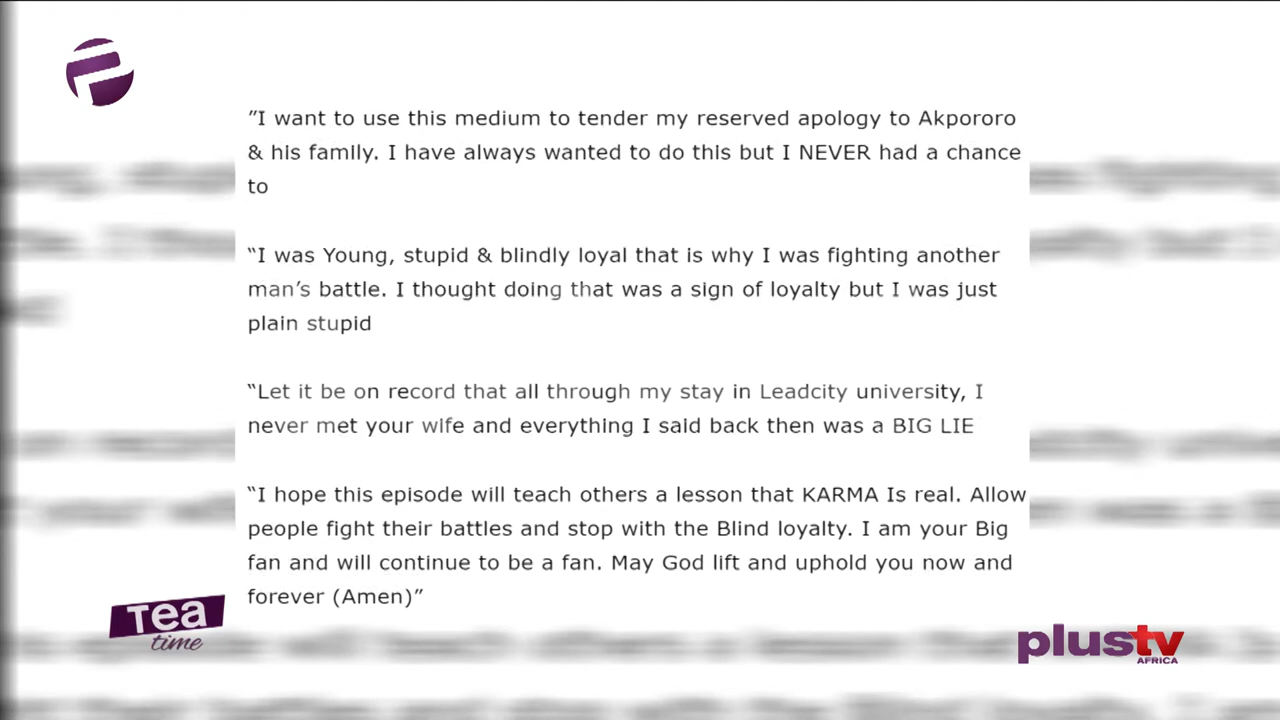 ”I want to use this medium to tender my reserved apology to Akpororo
& his family. I have always wanted to do this but I NEVER had a chance
to
“I was Young, stupid & blindly loyal that is why I was fighting another
man’s battle. I thought doing that was a sign of loyalty but I was just
plain stupid
“Let it be on record that all through my stay in Leadcity university, I
never met your wife and everything I said back then was a BIG LIE
“I hope this episode will teach others a lesson that KARMA Is real. Allow
people fight their battles and stop with the Blind loyalty. I am your Big
fan and will continue to be a fan. May God lift and uphold you now and
forever (Amen)”
Tea
time
plustv
AFRICA